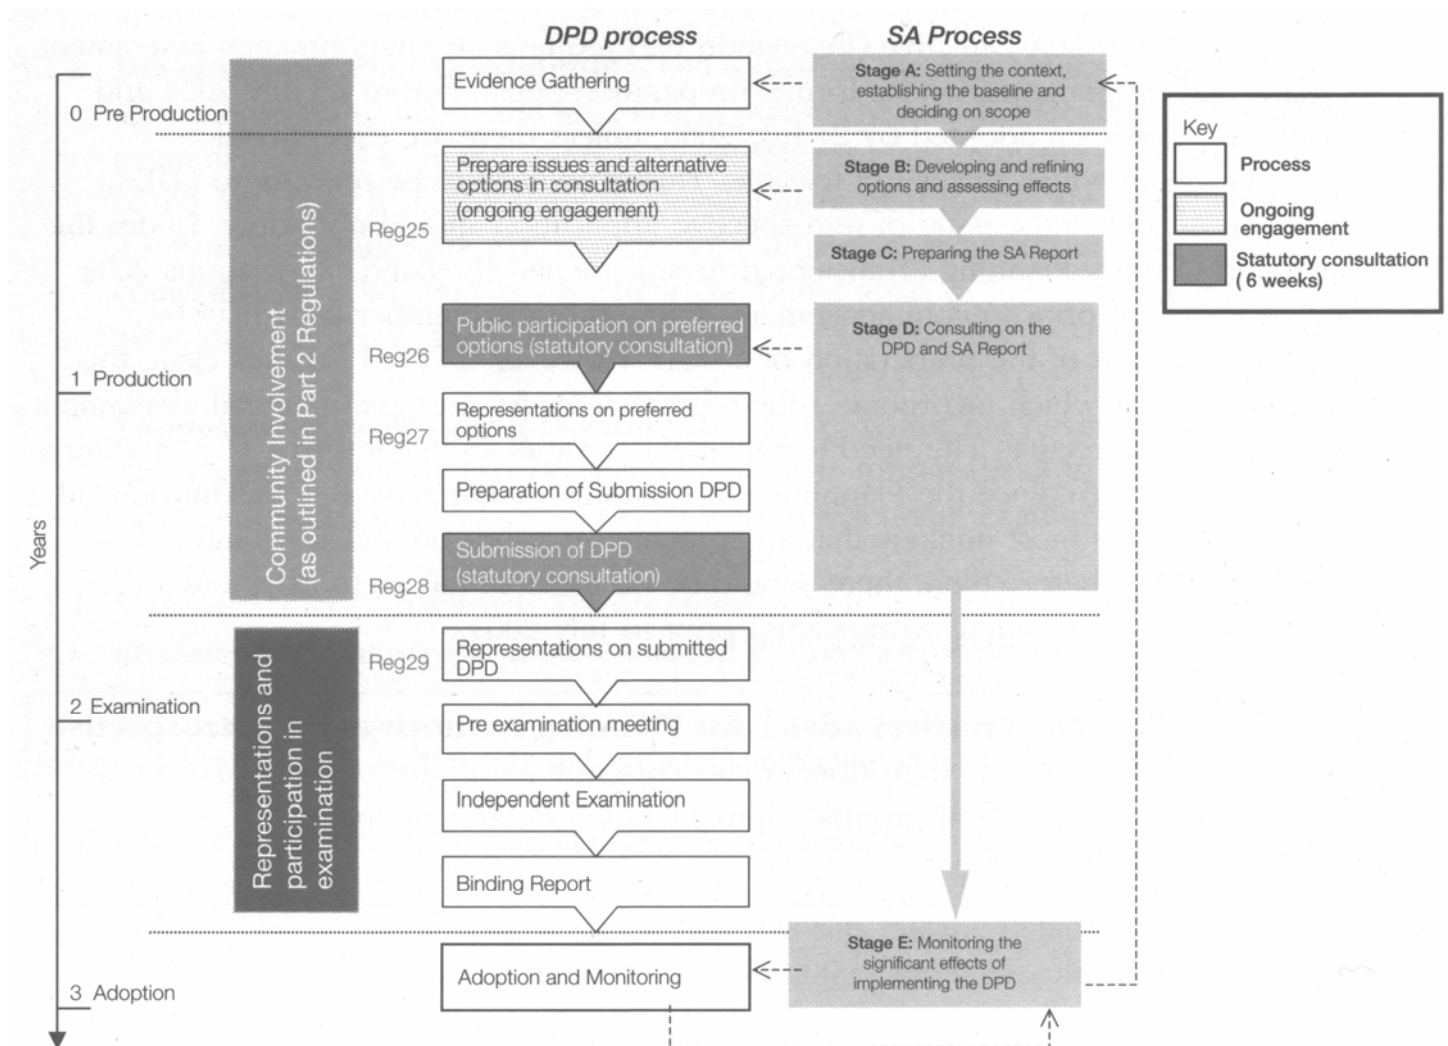 DPD process
SA Process
Evidence Gathering
Stage A: Setting the context,
establishing the baseline and
deciding on scope
0 Pre Production
Key
Process
Ongoing
engagement
Statutory consultation
( 6 weeks)
Prepare issues and alternative
options in consultation
(ongoing engagement)
Reg25
Stage B: Developing and refining
options and assessing effects
Stage C: Preparing the SA Report
Community Involvement
(as outlined in Part 2 Regulations)
Public participation on preferred
options (statutory consultation)
Reg26
Stage D: Consulting on the
DPD and SA Report
1 Production
Representations on preferred
options
Reg27
Preparation of Submission DPD
Years
Submission of DPD
(statutory consultation)
Reg28
Representations on submitted
DPD
Reg29
Representations and
participation in
examination
2 Examination
Pre examination meeting
Independent Examination
Binding Report
Adoption and Monitoring
Stage E: Monitoring the
significant effects of
implementing the DPD
3 Adoption